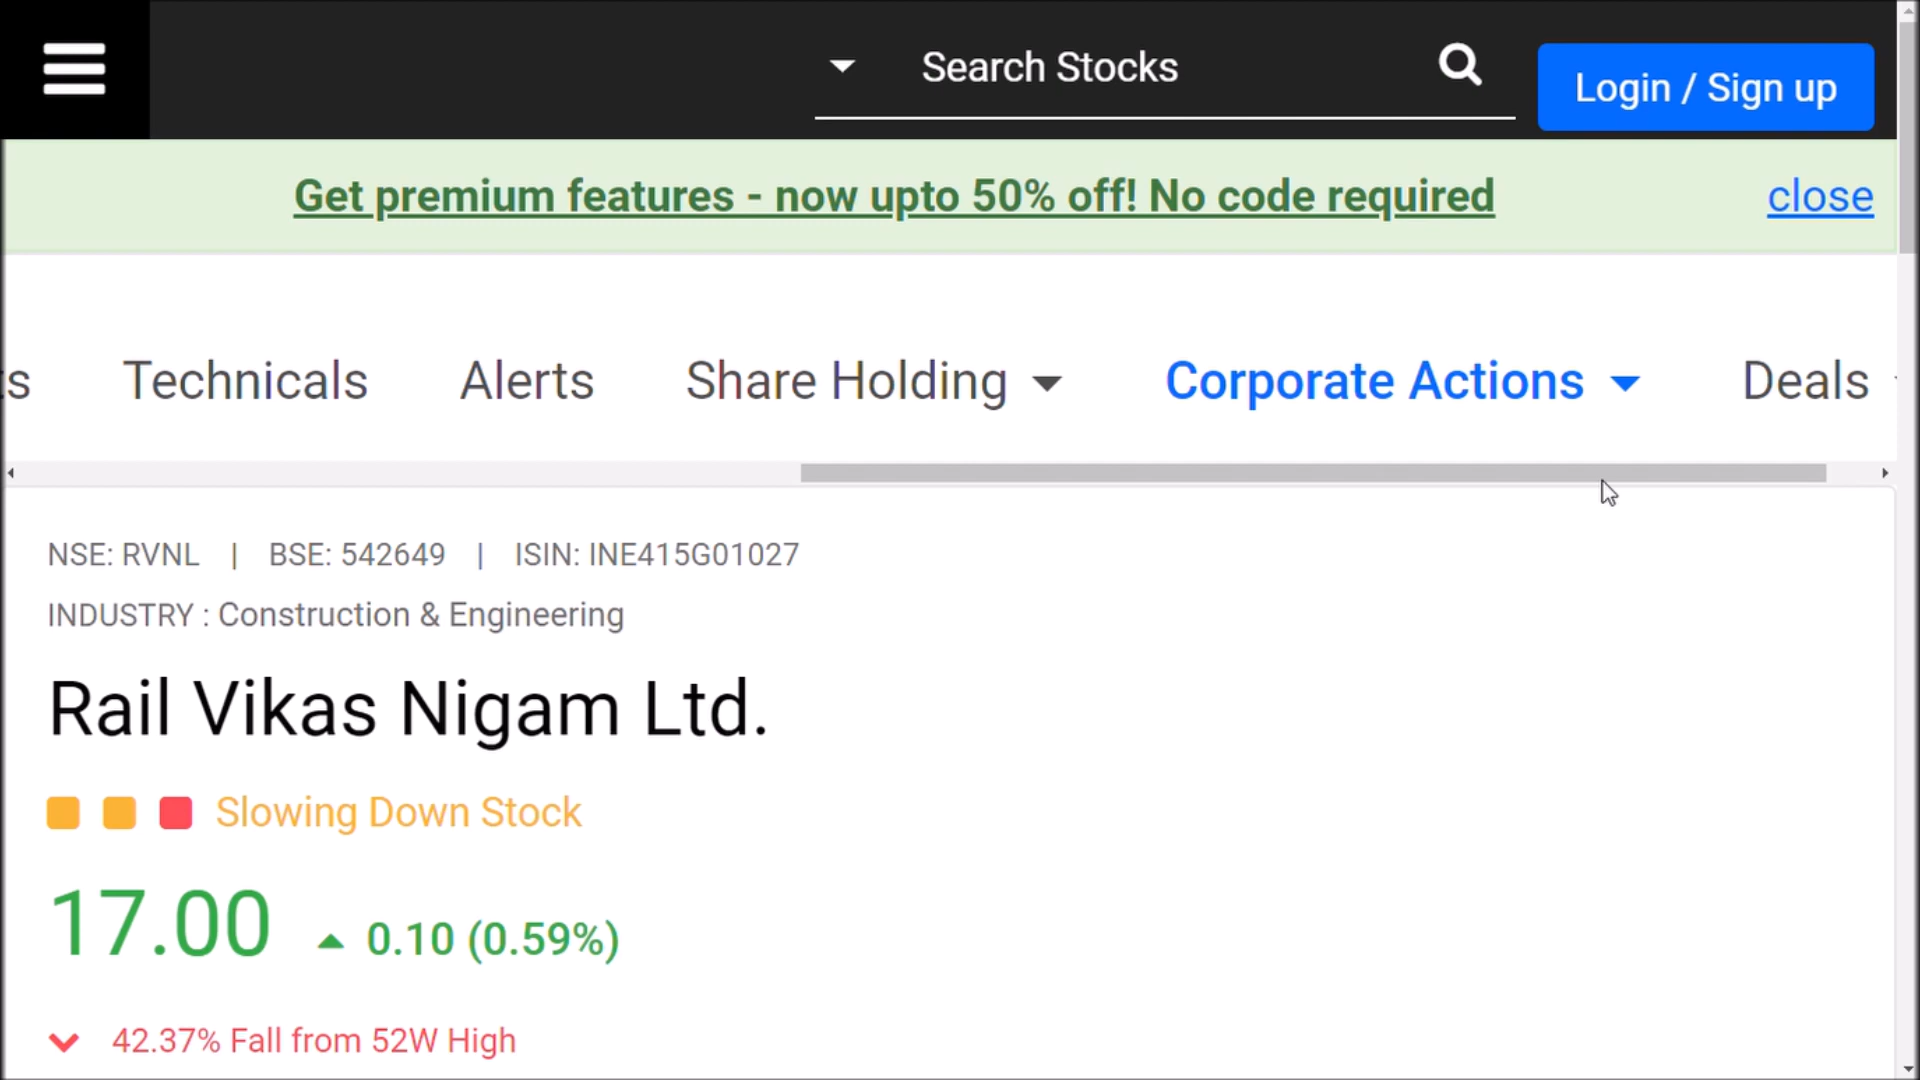 Search Stocks
Login / Sign up
Get premium features - now upto 50% off! No code required
close
Technicals
Alerts
Share Holding
Corporate Actions
Deals
NSE: RVNL | BSE: 542649 | ISIN: INE415G01027
INDUSTRY : Construction & Engineering
Rail Vikas Nigam Ltd.
Slowing Down Stock
17.00 0.10 (0.59%)
42.37% Fall from 52W High